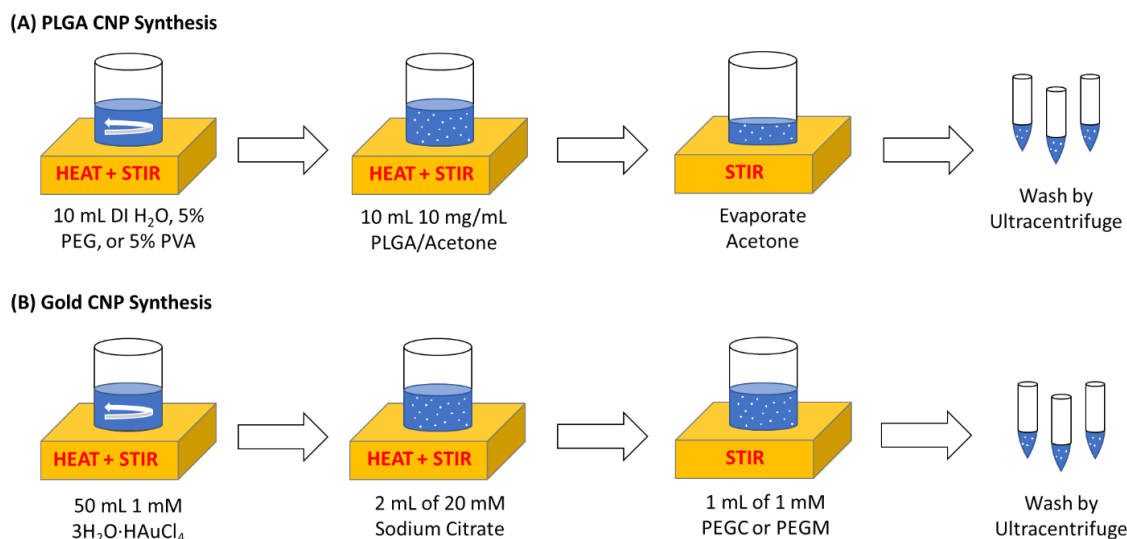 (A) PLGA CNP Synthesis
HEAT + STIR
HEAT + STIR
STIR
10 mL DI H₂O, 5%
PEG, or 5% PVA
10 mL 10 mg/mL
PLGA/Acetone
Evaporate
Acetone
Wash by
Ultracentrifuge
(B) Gold CNP Synthesis
HEAT + STIR
HEAT + STIR
STIR
50 mL 1 mM
3H₂O·HAuCl₄
2 mL of 20 mM
Sodium Citrate
1 mL of 1 mM
PEGC or PEGM
Wash by
Ultracentrifuge